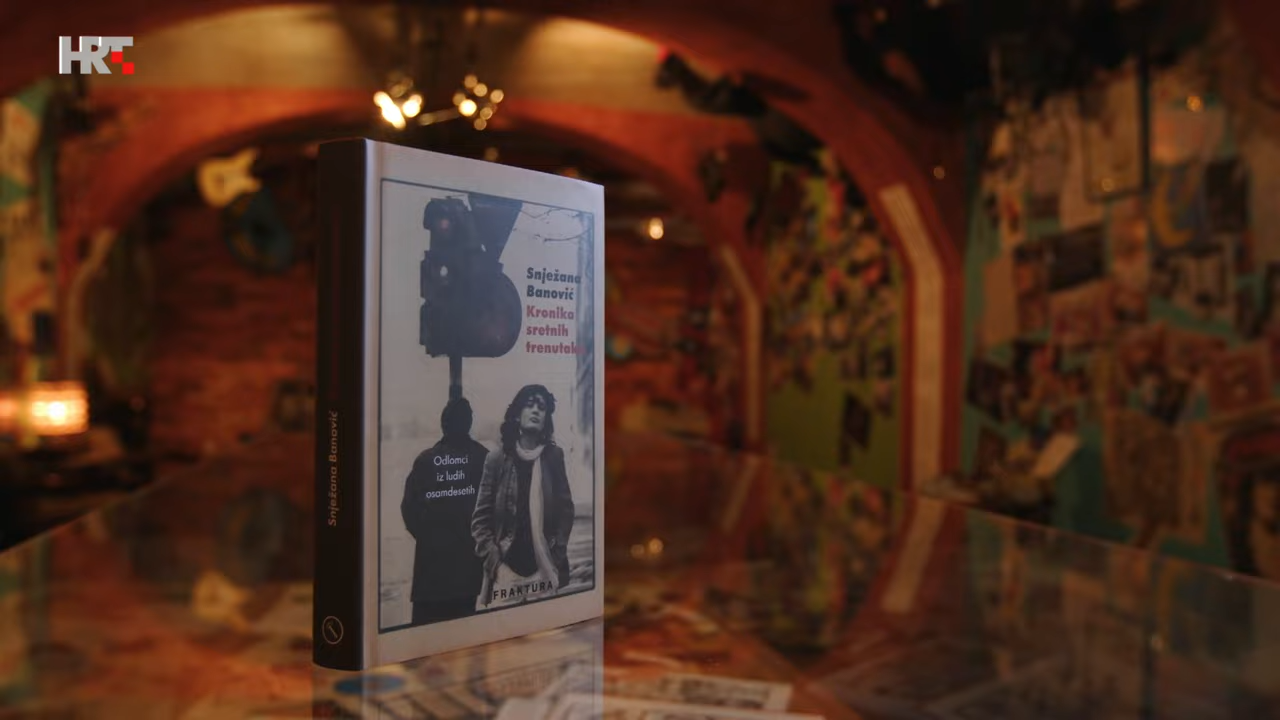 HRT
Snježana
Banović
Kronika
sretnih
trenutaka
Odlomci
iz ludih
osamdesetih
FRAKTURA
Snježana Banović